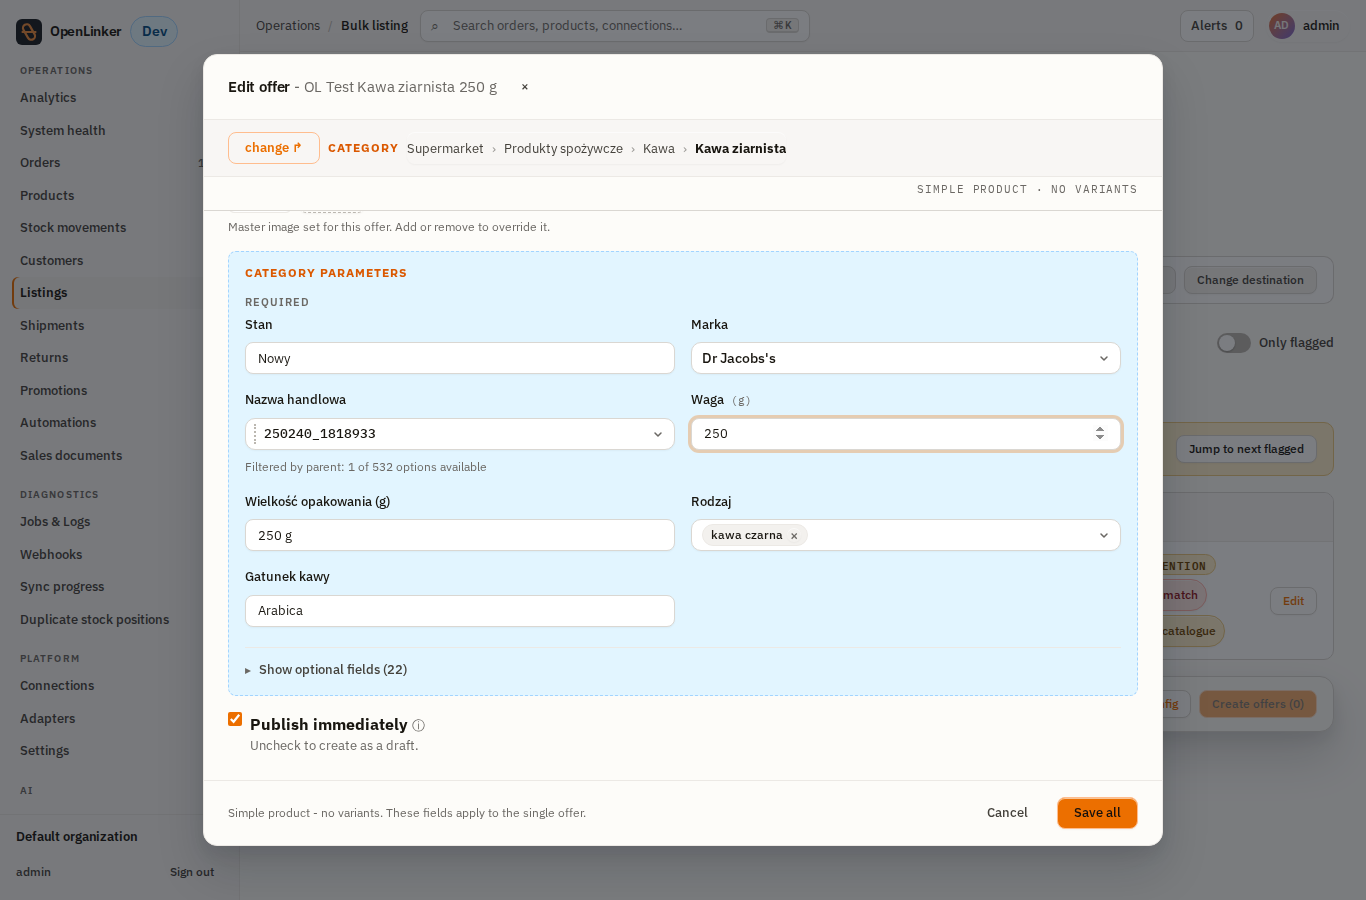 OpenLinker Dev
Operations / Bulk listing
Search orders, products, connections... ⌘K
Alerts 0
AD admin
OPERATIONS
Analytics
System health
Orders 1
Products
Stock movements
Customers
Listings
Shipments
Returns
Promotions
Automations
Sales documents
DIAGNOSTICS
Jobs & Logs
Webhooks
Sync progress
Duplicate stock positions
PLATFORM
Connections
Adapters
Settings
AI
Default organization
admin Sign out
Edit offer - OL Test Kawa ziarnista 250 g ×
change ↱ CATEGORY Supermarket › Produkty spożywcze › Kawa › Kawa ziarnista
SIMPLE PRODUCT · NO VARIANTS
Master image set for this offer. Add or remove to override it.
CATEGORY PARAMETERS
REQUIRED
Stan Marka
Nowy Dr Jacobs's
Nazwa handlowa Waga (g)
250240_1818933 250
Filtered by parent: 1 of 532 options available
Wielkość opakowania (g) Rodzaj
250 g kawa czarna ×
Gatunek kawy
Arabica
▸ Show optional fields (22)
Publish immediately ⓘ
Uncheck to create as a draft.
Simple product - no variants. These fields apply to the single offer.
Cancel Save all
Change destination
Only flagged
Jump to next flagged
ENTION
match
catalogue
Edit
fig Create offers (0)